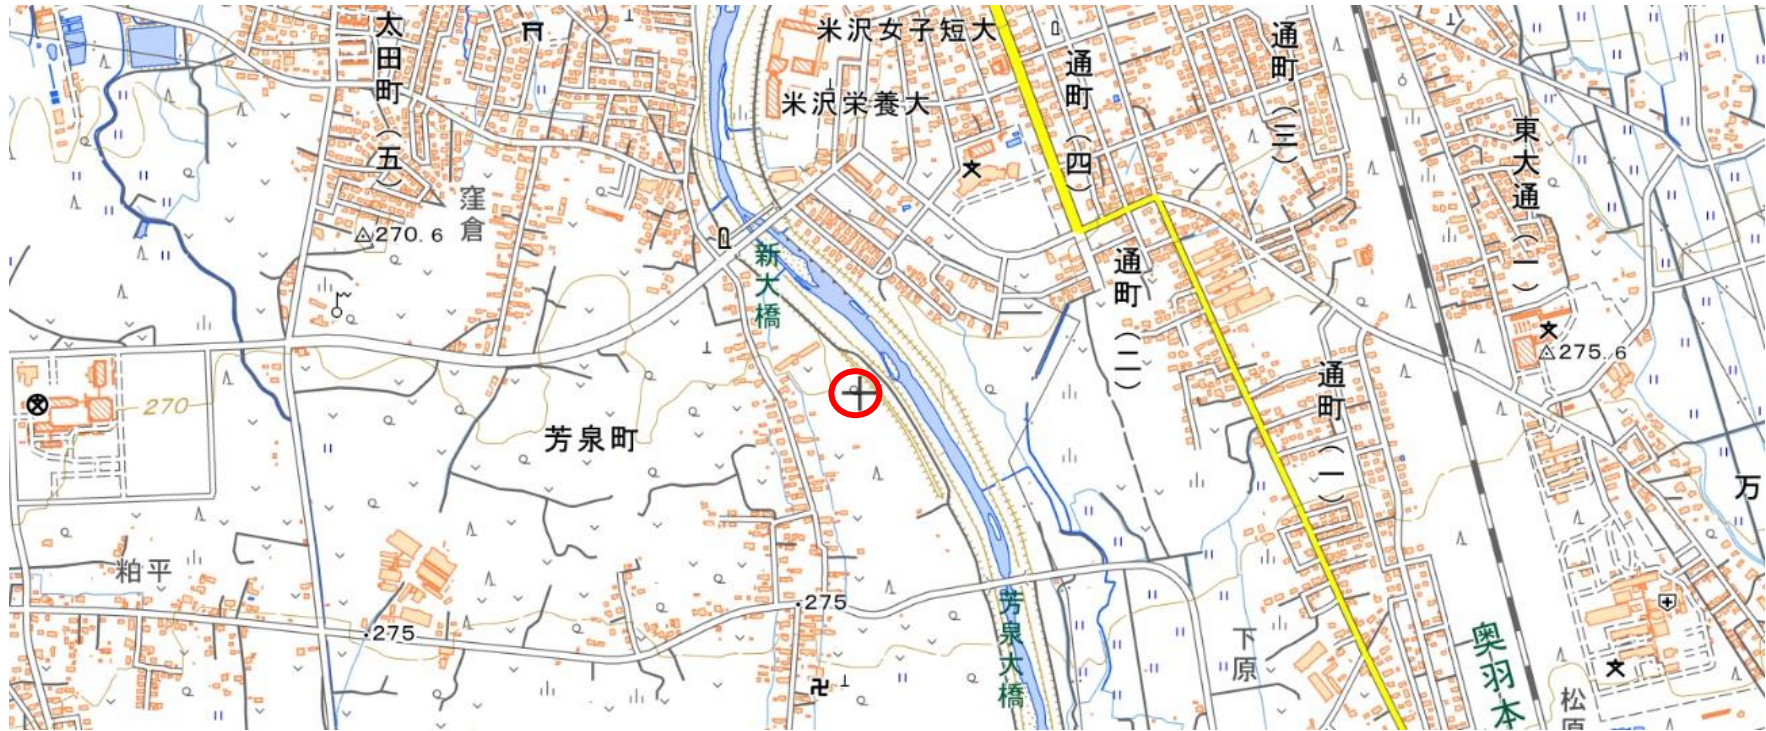 太田町(五)
米沢女子短大
通町(四)
通町(三)
米沢栄養大
東大通(一)
窪倉
270.6
新大橋
通町(二)
275.6
通町(一)
270
芳泉町
万
粕平
275
275
芳泉大橋
下原
奥羽本
松原